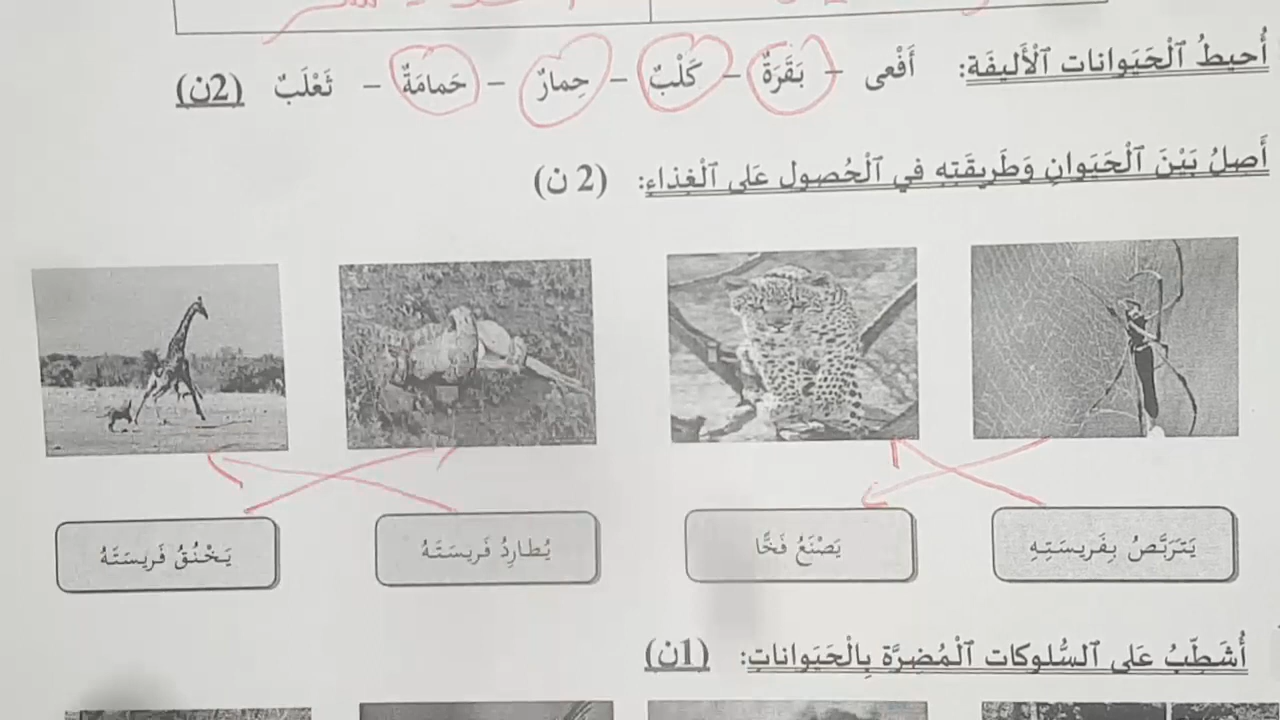 أُحيطُ ٱلْحَيَوانات ٱلْأَليفَة: أَفْعى – بَقَرَةٌ – كَلْبٌ – حِمارٌ – حَمامَةٌ – ثَعْلَبٌ (2ن)
أَصِلُ بَيْنَ ٱلْحَيَوانِ وَطَريقَتِهِ في ٱلْحُصول عَلى ٱلْغِذاءِ: (2 ن)
يَتَرَبَّصُ بِفَريسَتِهِ
يَصْنَعُ فَخًّا
يُطارِدُ فَريسَتَهُ
يَخْنُقُ فَريسَتَهُ
أُشَطِّبُ عَلى ٱلسُّلوكات ٱلْمُضِرَّة بِالْحَيَواناتِ: (1ن)